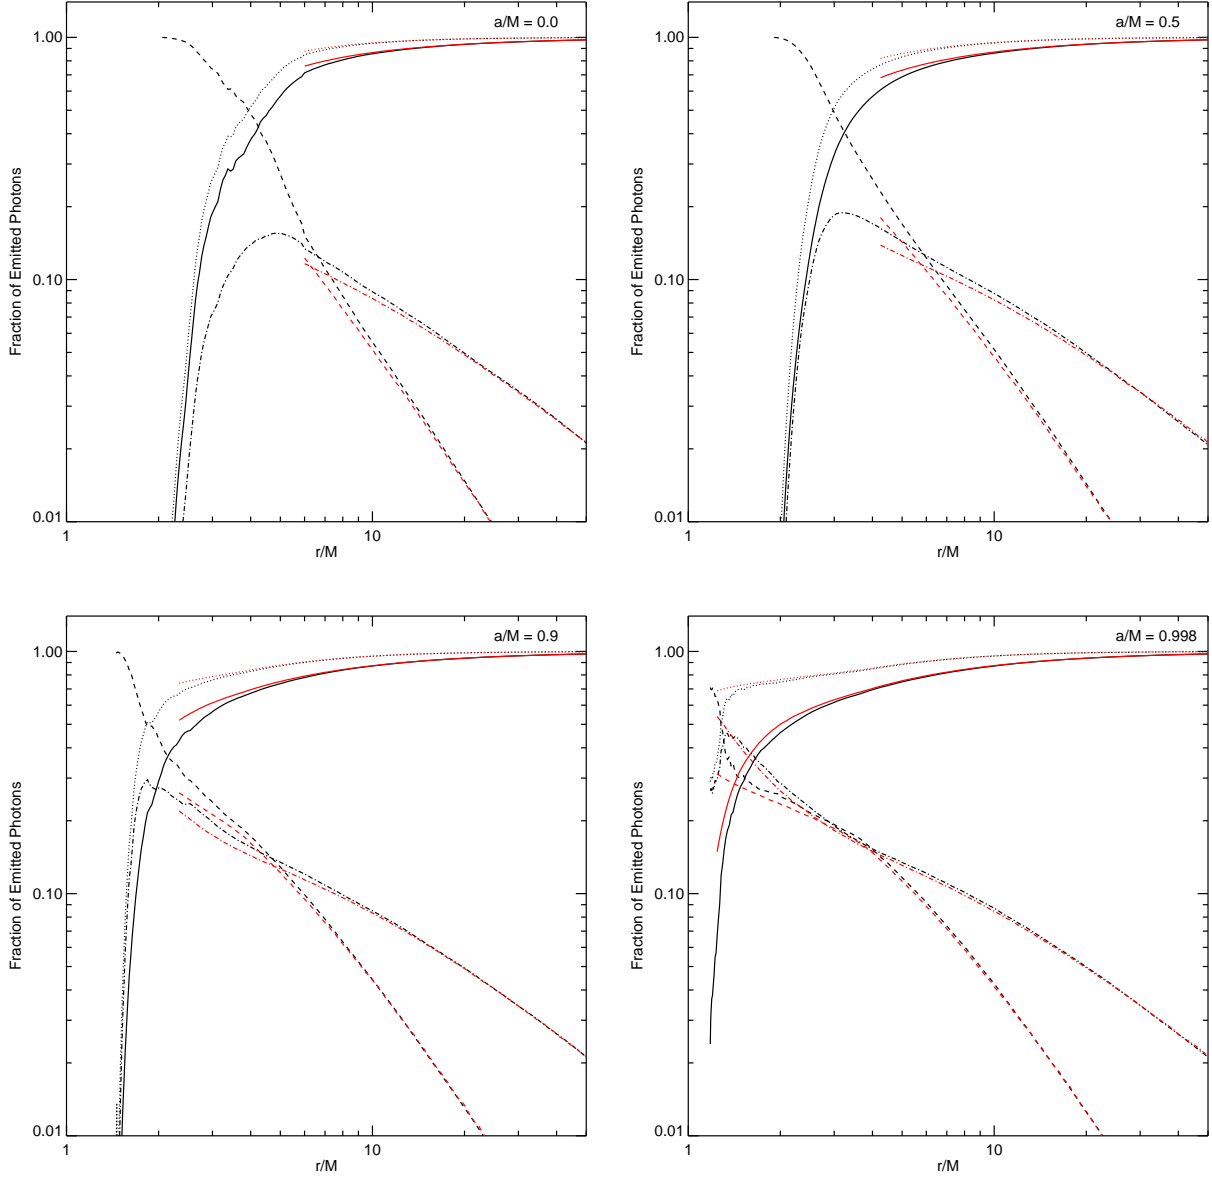 a/M = 0.0
1.00
0.10
0.01
Fraction of Emitted Photons
1
10
r/M
a/M = 0.5
1.00
0.10
0.01
Fraction of Emitted Photons
1
10
r/M
a/M = 0.9
1.00
0.10
0.01
Fraction of Emitted Photons
1
10
r/M
a/M = 0.998
1.00
0.10
0.01
Fraction of Emitted Photons
1
10
r/M